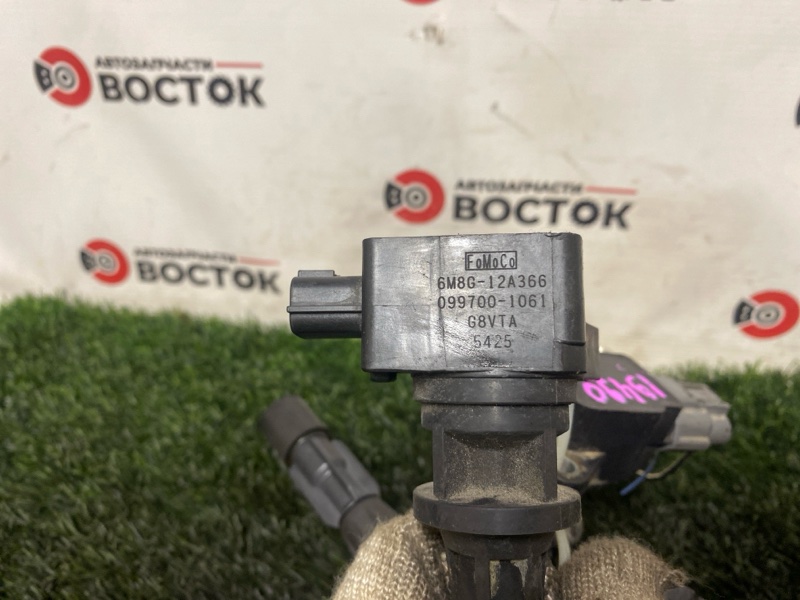 АВТОЗАПЧАСТИ
ВОСТОК
АВТОЗАПЧАСТИ
ВОСТОК
АВТОЗАПЧАСТИ
ВОСТОК
FoMoCo
6M8G-12A366
099700-1061
G8VTA
5425